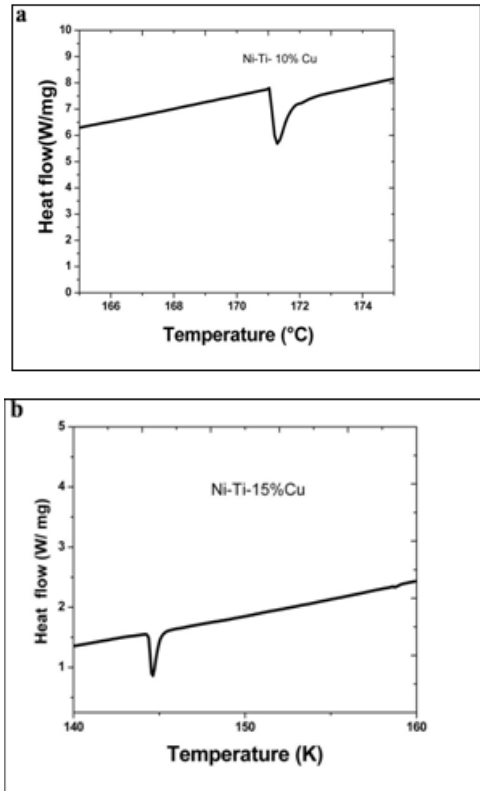 a
10
9
8
7
6
5
4
3
2
1
0
Heat flow(W/mg)
Ni-Ti- 10% Cu
166 168 170 172 174
Temperature (°C)
b
5
4
3
2
1
Heat flow (W/ mg)
Ni-Ti-15%Cu
140 150 160
Temperature (K)